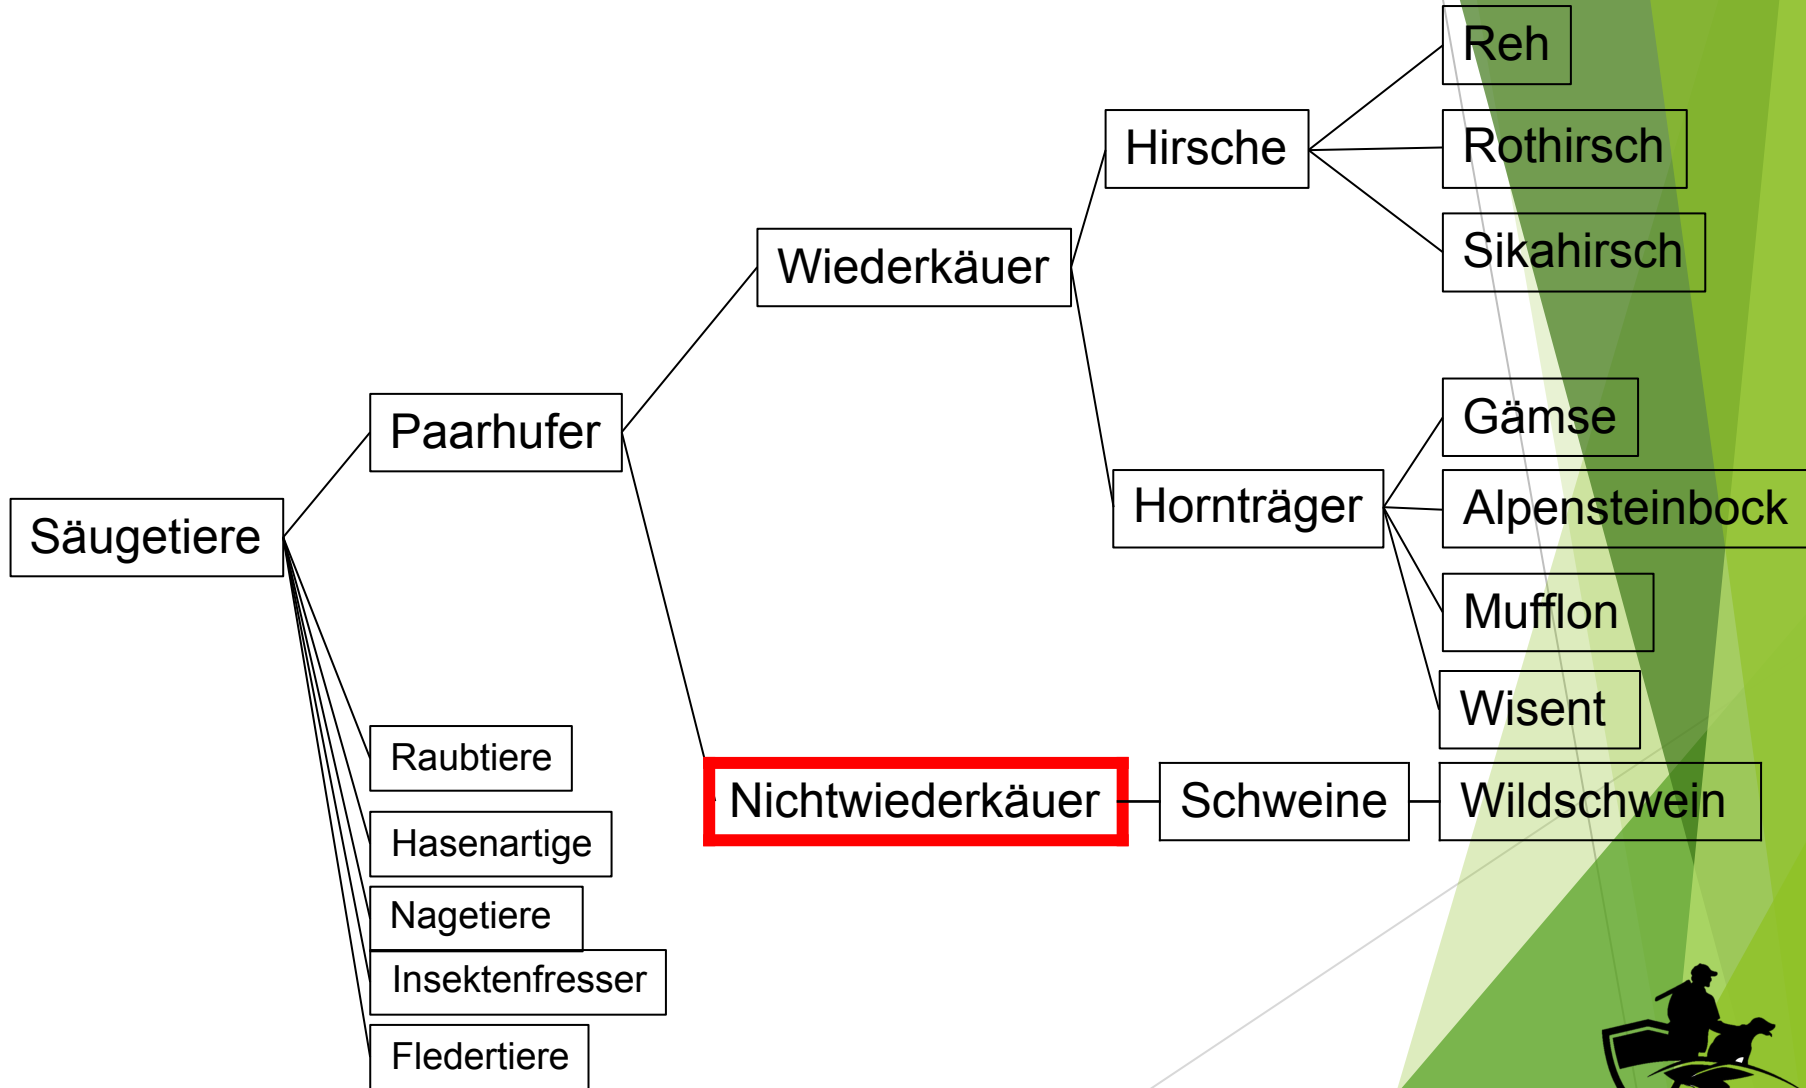 Säugetiere
Paarhufer
Raubtiere
Hasenartige
Nagetiere
Insektenfresser
Fledertiere
Wiederkäuer
Nichtwiederkäuer
Hirsche
Hornträger
Schweine
Reh
Rothirsch
Sikahirsch
Gämse
Alpensteinbock
Mufflon
Wisent
Wildschwein